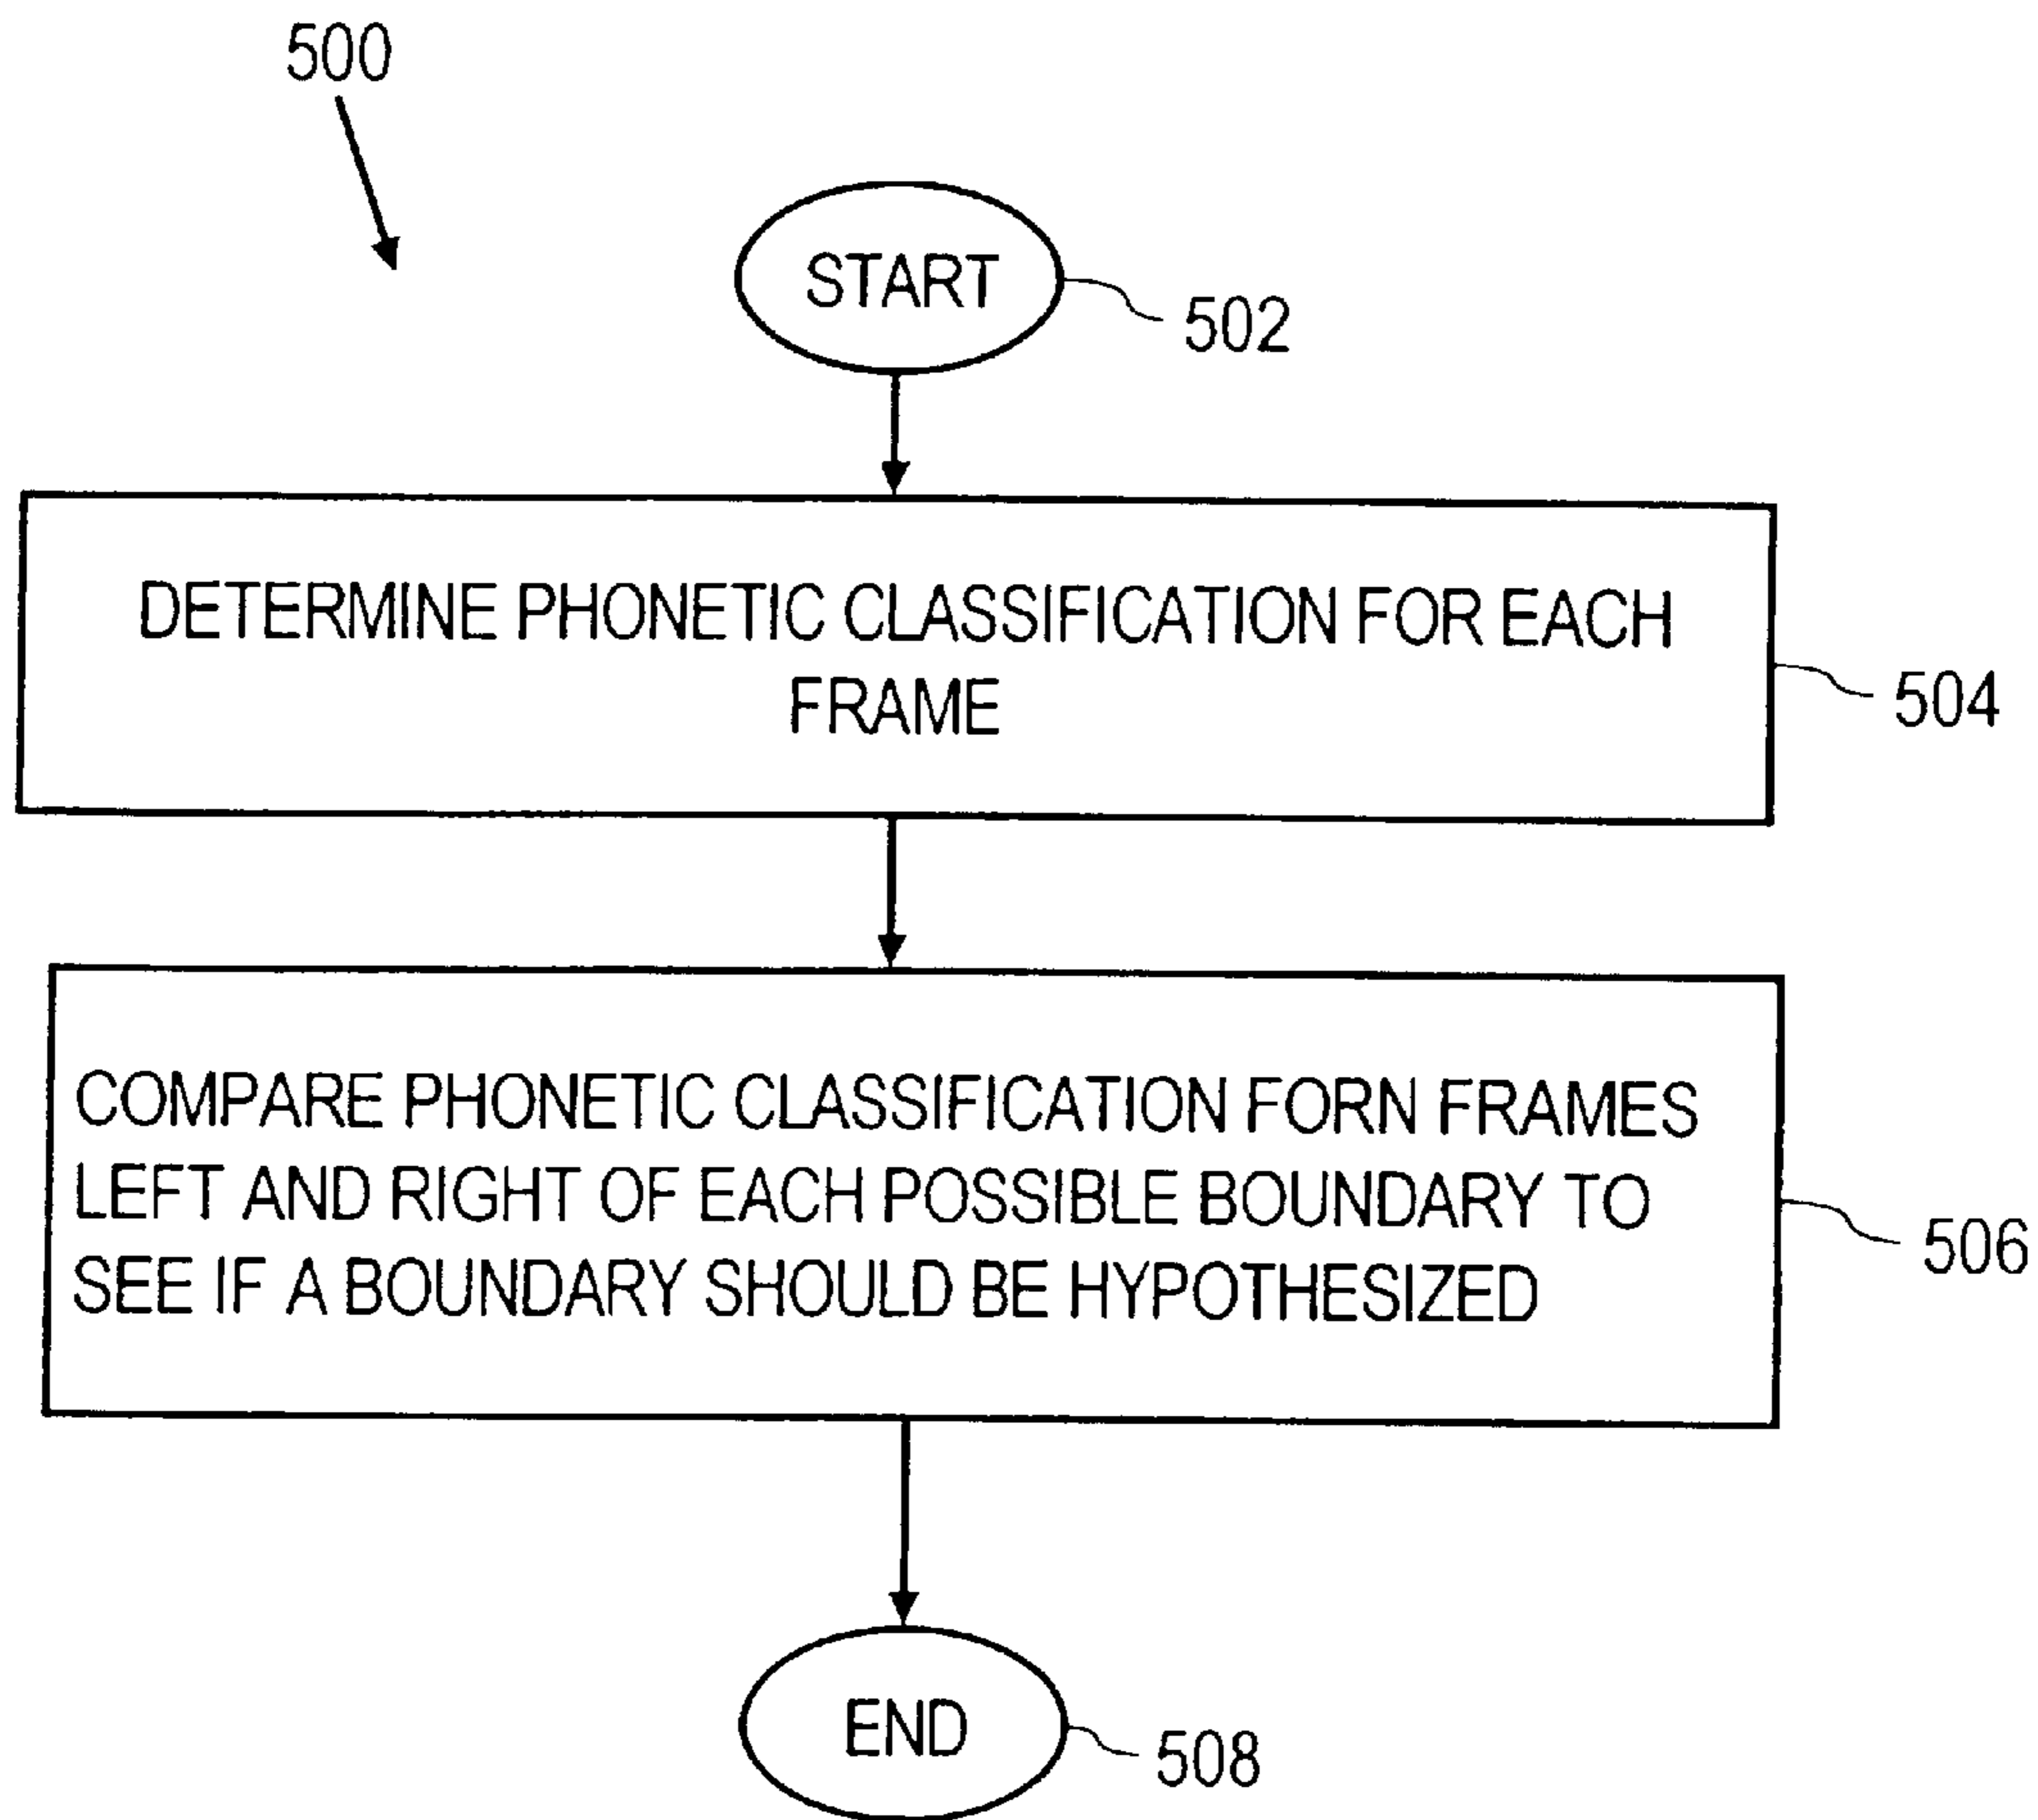 500
START
502
DETERMINE PHONETIC CLASSIFICATION FOR EACH
FRAME
504
COMPARE PHONETIC CLASSIFICATION FORN FRAMES
LEFT AND RIGHT OF EACH POSSIBLE BOUNDARY TO
SEE IF A BOUNDARY SHOULD BE HYPOTHESIZED
506
END
508